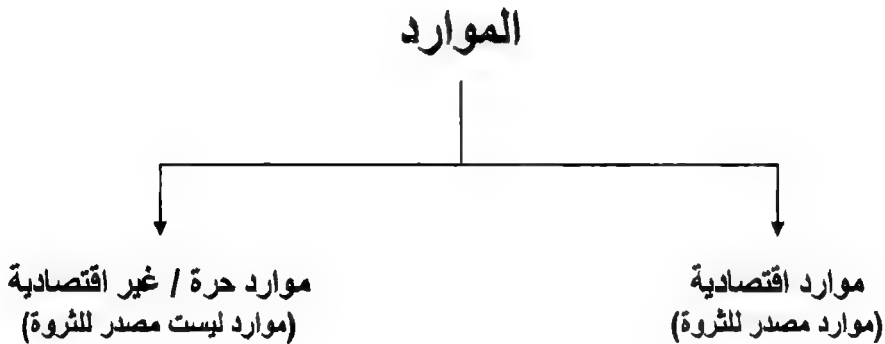 الموارد
موارد اقتصادية
(موارد مصدر للثروة)
موارد حرة / غير اقتصادية
(موارد ليست مصدر للثروة)